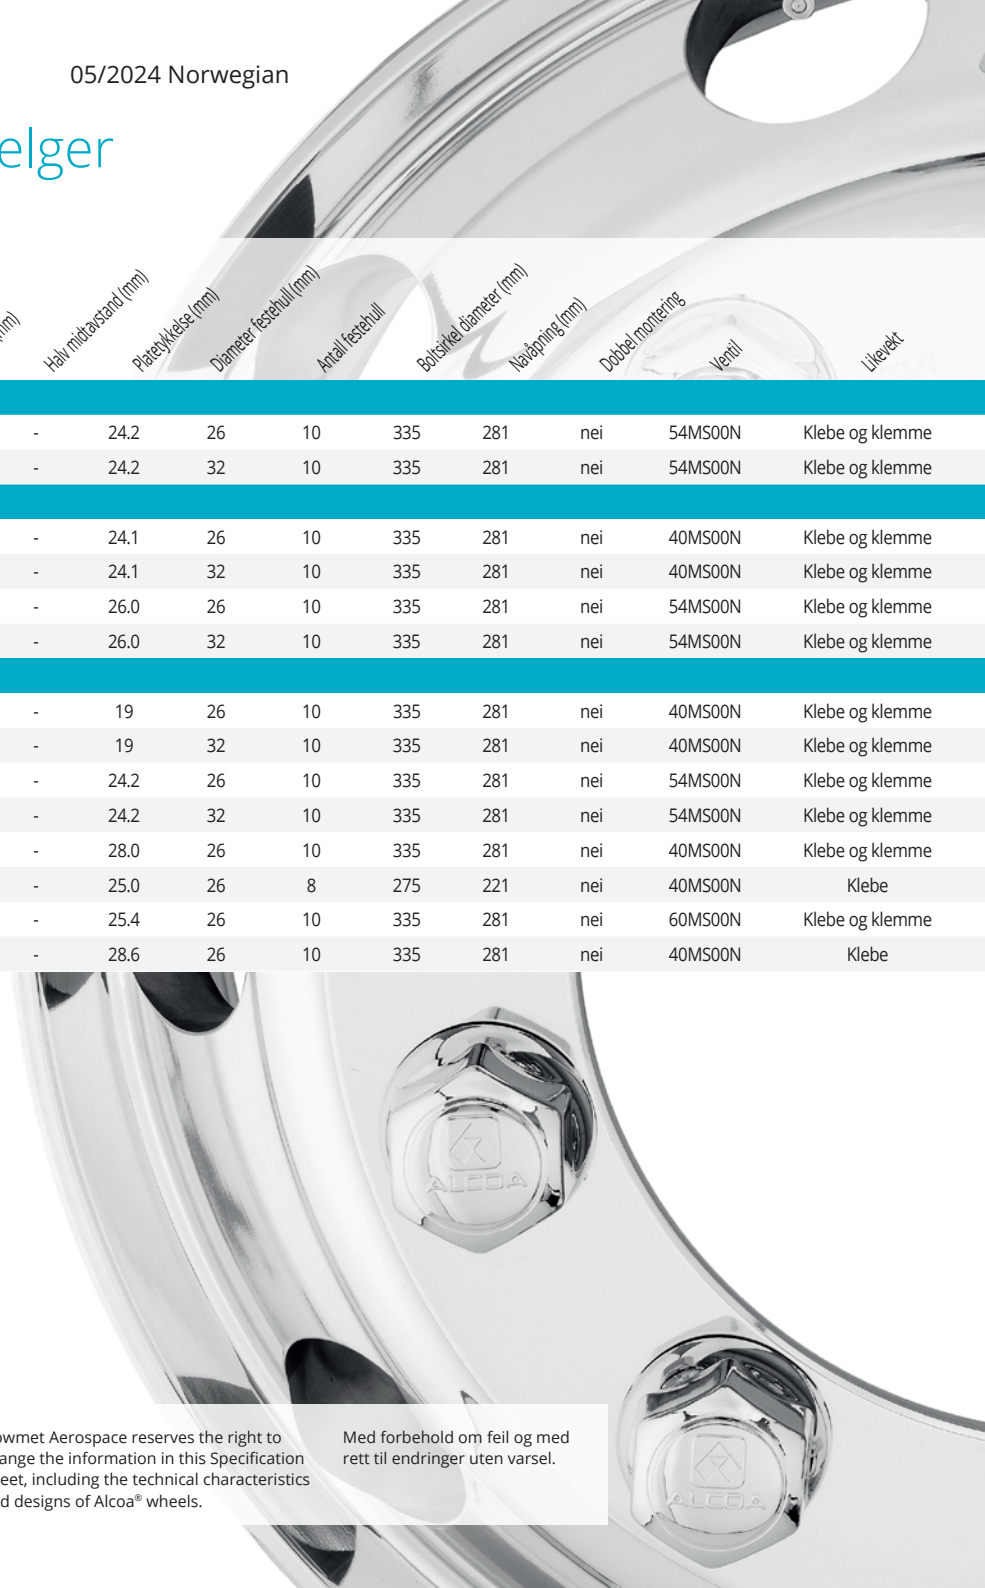 05/2024 Norwegian
elger
mm)
Halv midtavstand (mm)
Platetykkelse (mm)
Diameter festehull (mm)
Antall festehull
Boltsirkel diameter (mm)
Navåpning (mm)
Dobbel montering
Ventil
Likevekt
- 24.2 26 10 335 281 nei 54MS00N Klebe og klemme
- 24.2 32 10 335 281 nei 54MS00N Klebe og klemme
- 24.1 26 10 335 281 nei 40MS00N Klebe og klemme
- 24.1 32 10 335 281 nei 40MS00N Klebe og klemme
- 26.0 26 10 335 281 nei 54MS00N Klebe og klemme
- 26.0 32 10 335 281 nei 54MS00N Klebe og klemme
- 19 26 10 335 281 nei 40MS00N Klebe og klemme
- 19 32 10 335 281 nei 40MS00N Klebe og klemme
- 24.2 26 10 335 281 nei 54MS00N Klebe og klemme
- 24.2 32 10 335 281 nei 54MS00N Klebe og klemme
- 28.0 26 10 335 281 nei 40MS00N Klebe og klemme
- 25.0 26 8 275 221 nei 40MS00N Klebe
- 25.4 26 10 335 281 nei 60MS00N Klebe og klemme
- 28.6 26 10 335 281 nei 40MS00N Klebe
ALCOA
ALCOA
owmet Aerospace reserves the right to
ange the information in this Specification
eet, including the technical characteristics
d designs of Alcoa® wheels.
Med forbehold om feil og med
rett til endringer uten varsel.